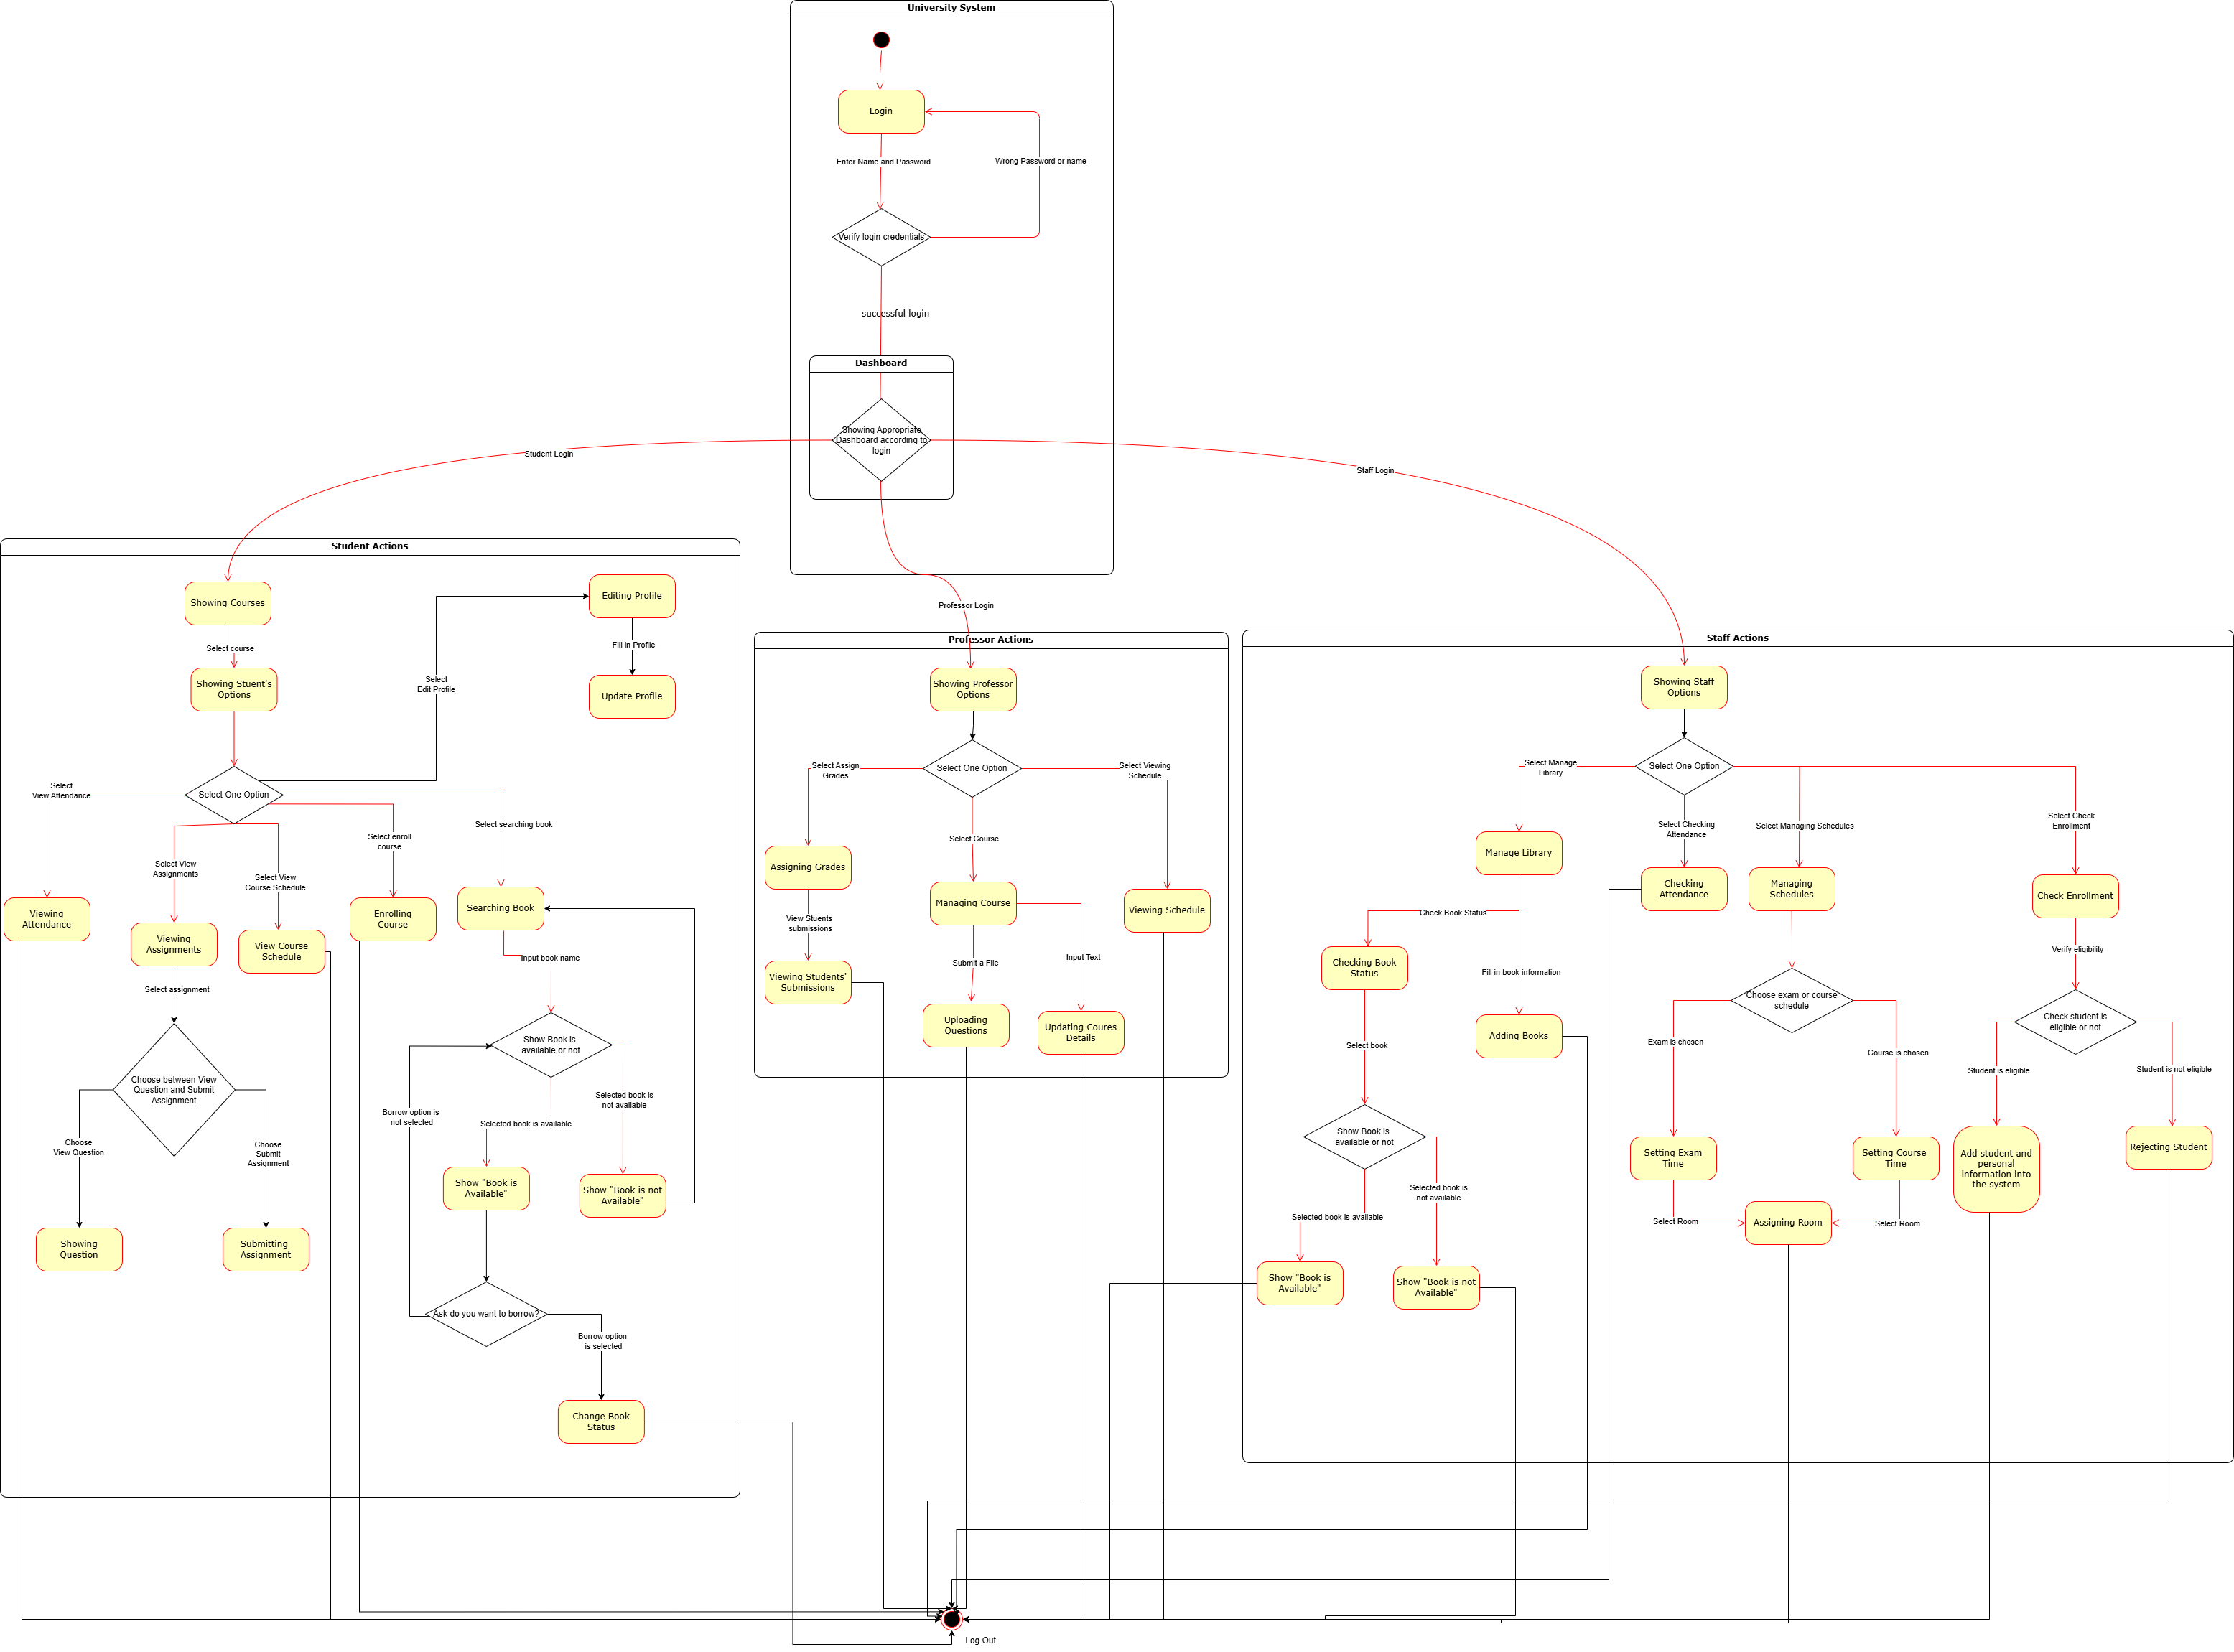 University System
Login
Enter Name and Password
Wrong Password or name
Verify login credentials
successful login
Dashboard
Showing Appropriate
Dashboard according to
login
Student Login
Staff Login
Professor Login
Student Actions
Showing Courses
Select course
Showing Stuent's
Options
Select
Edit Profile
Editing Profile
Fill in Profile
Update Profile
Select One Option
Select
View Attendance
Select View
Assignments
Select View
Course Schedule
Select enroll
course
Select searching book
Viewing
Attendance
Viewing
Assignments
View Course
Schedule
Enrolling
Course
Searching Book
Select assignment
Input book name
Choose between View
Question and Submit
Assignment
Choose
View Question
Choose
Submit
Assignment
Showing
Question
Submitting
Assignment
Show Book is
available or not
Borrow option is
not selected
Selected book is available
Selected book is
not available
Show "Book is
Available"
Show "Book is not
Available"
Ask do you want to borrow?
Borrow option
is selected
Change Book
Status
Professor Actions
Showing Professor
Options
Select One Option
Select Assign
Grades
Select Viewing
Schedule
Select Course
Assigning Grades
Managing Course
Viewing Schedule
View Stuents
submissions
Submit a File
Input Text
Viewing Students'
Submissions
Uploading
Questions
Updating Coures
Details
Staff Actions
Showing Staff
Options
Select One Option
Select Manage
Library
Select Checking
Attendance
Select Managing Schedules
Select Check
Enrollment
Manage Library
Checking
Attendance
Managing
Schedules
Check Enrollment
Check Book Status
Fill in book information
Verify eligibility
Checking Book
Status
Adding Books
Choose exam or course
schedule
Check student is
eligible or not
Select book
Exam is chosen
Course is chosen
Student is eligible
Student is not eligible
Show Book is
available or not
Setting Exam
Time
Setting Course
Time
Add student and
personal
information into
the system
Rejecting Student
Selected book is available
Selected book is
not available
Select Room
Assigning Room
Select Room
Show "Book is
Available"
Show "Book is not
Available"
Log Out